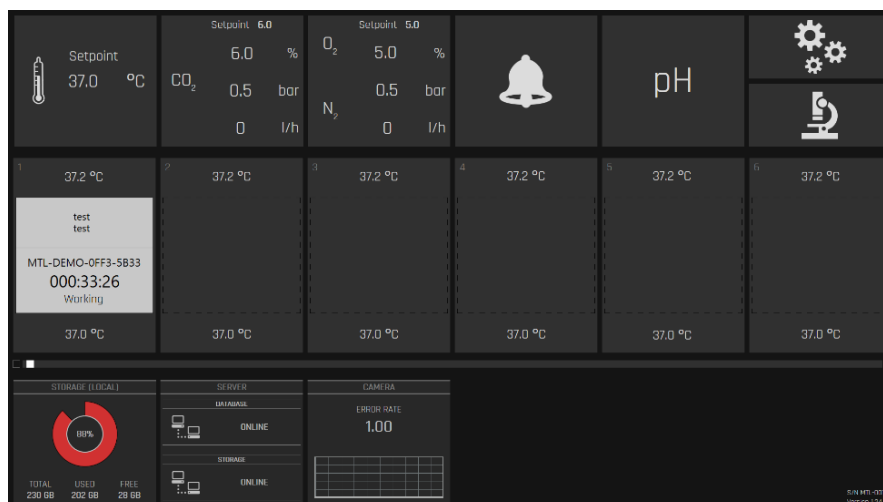 Setpoint
37.0 °C
Setpoint 6.0
6.0 %
CO2
0.5 bar
0 l/h
Setpoint 5.0
O2
5.0 %
0.5 bar
N2
0 l/h
pH
1
37.2 °C
test
test
MTL-DEMO-0FF3-5B33
000:33:26
Working
37.0 °C
2
37.2 °C
37.0 °C
3
37.2 °C
37.0 °C
4
37.2 °C
37.0 °C
5
37.2 °C
37.0 °C
6
37.2 °C
37.0 °C
STORAGE (LOCAL)
88%
TOTAL USED FREE
230 GB 202 GB 28 GB
SERVER
DATABASE
ONLINE
STORAGE
ONLINE
CAMERA
ERROR RATE
1.00
S/N MTL-03